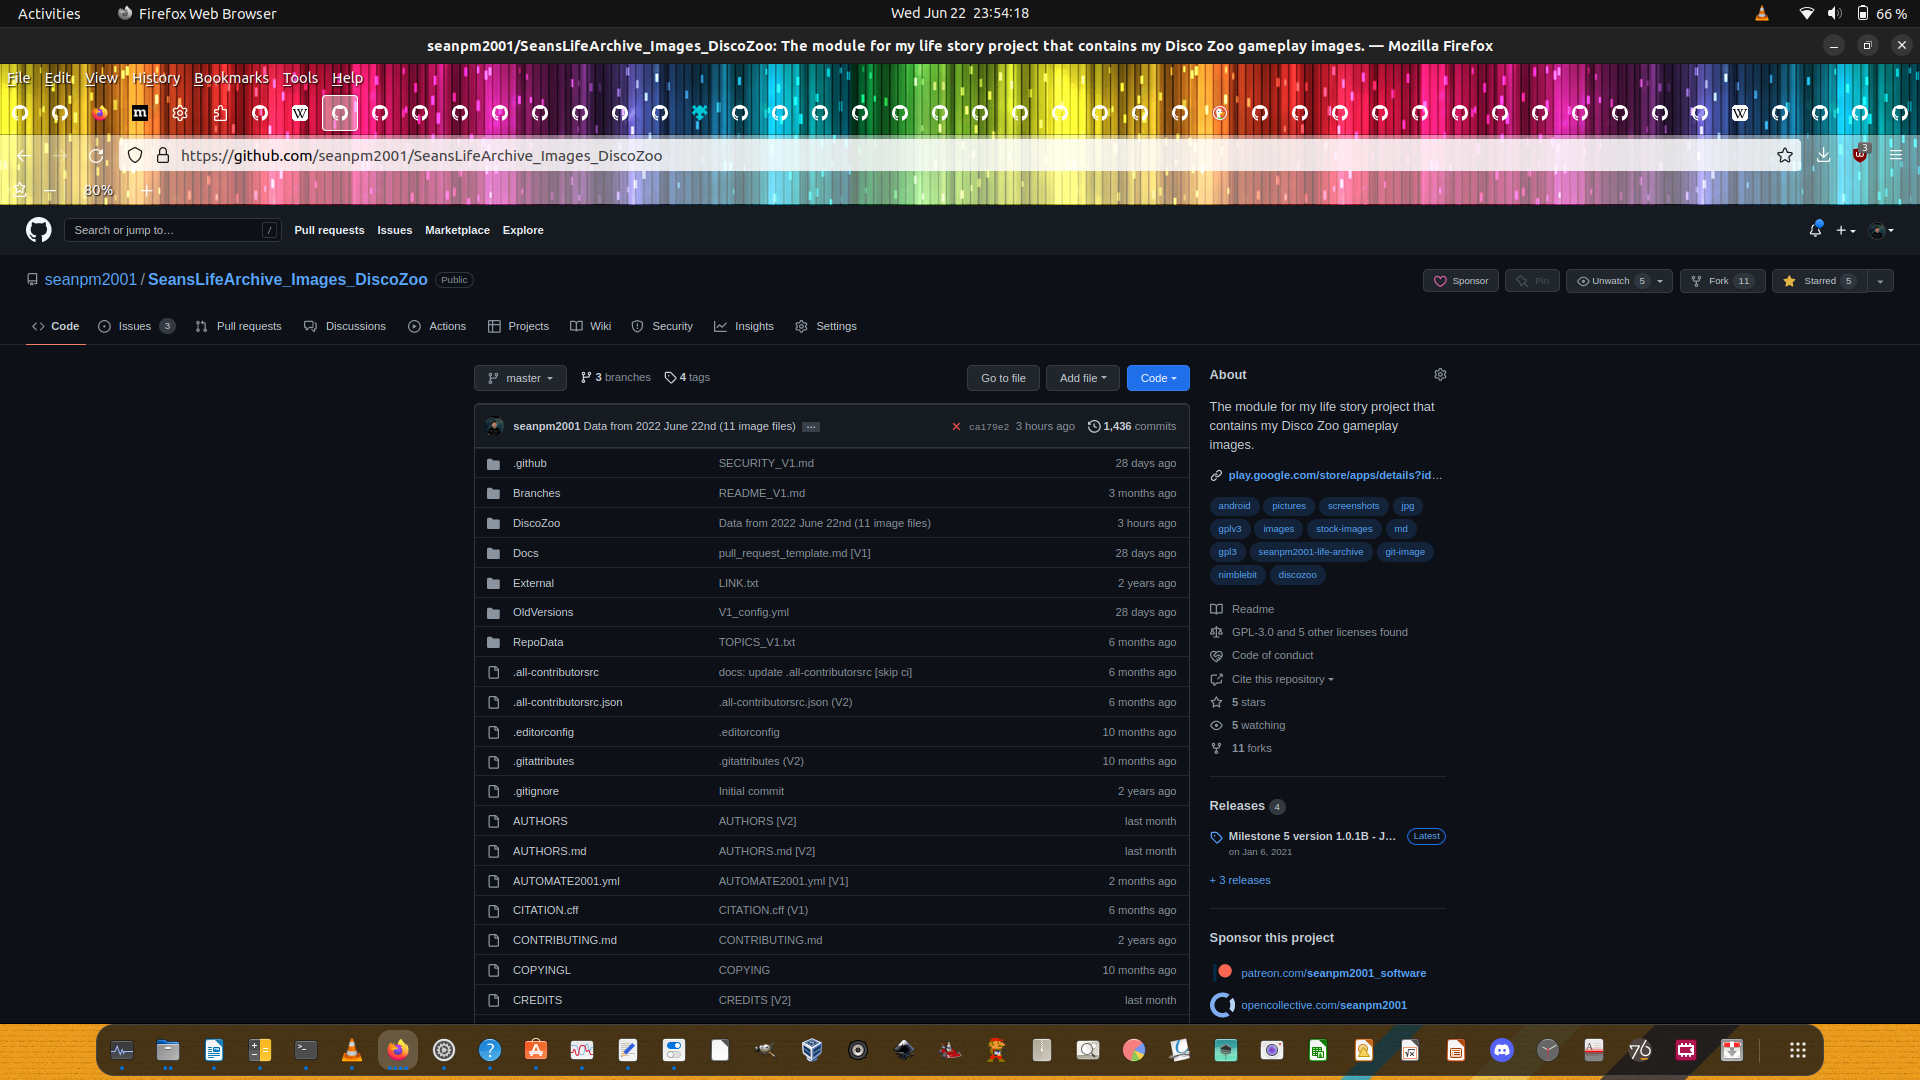 Activities Firefox Web Browser Wed Jun 22 23:54:18 66 %
seanpm2001/SeansLifeArchive_Images_DiscoZoo: The module for my life story project that contains my Disco Zoo gameplay images. — Mozilla Firefox
File Edit View History Bookmarks Tools Help
https://github.com/seanpm2001/SeansLifeArchive_Images_DiscoZoo 3
80%
Search or jump to… / Pull requests Issues Marketplace Explore
seanpm2001 / SeansLifeArchive_Images_DiscoZoo Public Sponsor Pin Unwatch 5 Fork 11 Starred 5
Code Issues 3 Pull requests Discussions Actions Projects Wiki Security Insights Settings
master 3 branches 4 tags Go to file Add file Code
seanpm2001 Data from 2022 June 22nd (11 image files) ... ca179e2 3 hours ago 1,436 commits
.github SECURITY_V1.md 28 days ago
Branches README_V1.md 3 months ago
DiscoZoo Data from 2022 June 22nd (11 image files) 3 hours ago
Docs pull_request_template.md [V1] 28 days ago
External LINK.txt 2 years ago
OldVersions V1_config.yml 28 days ago
RepoData TOPICS_V1.txt 6 months ago
.all-contributorsrc docs: update .all-contributorsrc [skip ci] 6 months ago
.all-contributorsrc.json .all-contributorsrc.json (V2) 6 months ago
.editorconfig .editorconfig 10 months ago
.gitattributes .gitattributes (V2) 10 months ago
.gitignore Initial commit 2 years ago
AUTHORS AUTHORS [V2] last month
AUTHORS.md AUTHORS.md [V2] last month
AUTOMATE2001.yml AUTOMATE2001.yml [V1] 2 months ago
CITATION.cff CITATION.cff (V1) 6 months ago
CONTRIBUTING.md CONTRIBUTING.md 2 years ago
COPYINGL COPYING 10 months ago
CREDITS CREDITS [V2] last month
About
The module for my life story project that
contains my Disco Zoo gameplay
images.
play.google.com/store/apps/details?id…
android pictures screenshots jpg
gplv3 images stock-images md
gpl3 seanpm2001-life-archive git-image
nimblebit discozoo
Readme
GPL-3.0 and 5 other licenses found
Code of conduct
Cite this repository
5 stars
5 watching
11 forks
Releases 4
Milestone 5 version 1.0.1B - J… Latest
on Jan 6, 2021
+ 3 releases
Sponsor this project
patreon.com/seanpm2001_software
opencollective.com/seanpm2001
76